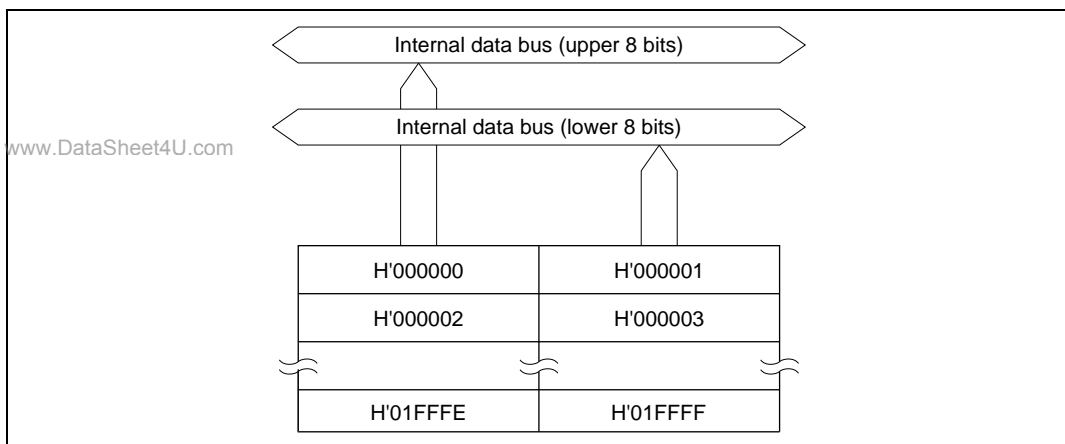 Internal data bus (upper 8 bits)
Internal data bus (lower 8 bits)
www.DataSheet4U.com
H'000000 H'000001
H'000002 H'000003
H'01FFFE H'01FFFF